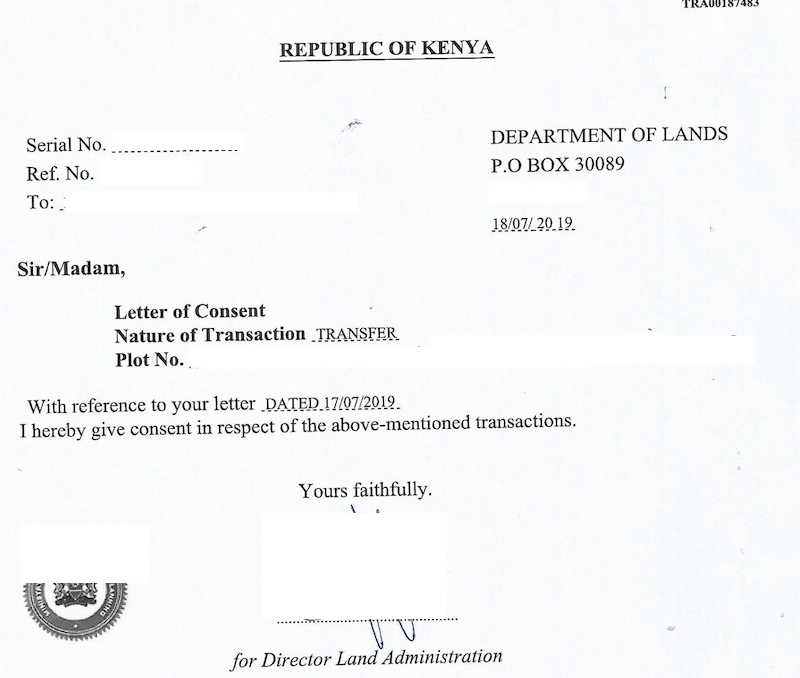 TRA00187483
REPUBLIC OF KENYA
Serial No.
DEPARTMENT OF LANDS
Ref. No.
P.O BOX 30089
To:
18/07/2019
Sir/Madam,
Letter of Consent
Nature of Transaction TRANSFER
Plot No.
With reference to your letter DATED 17/07/2019
I hereby give consent in respect of the above-mentioned transactions.
Yours faithfully.
for Director Land Administration